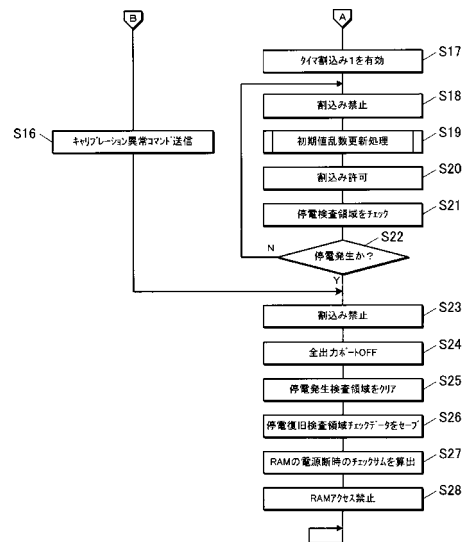 B
A
タイマ割込み1を有効
S17
割込み禁止
S18
S16
キャリブレーション異常コマンド送信
初期値乱数更新処理
S19
割込み許可
S20
停電検査領域をチェック
S21
S22
N
停電発生か?
Y
割込み禁止
S23
全出力ポートOFF
S24
停電発生検査領域をクリア
S25
停電復旧検査領域チェックデータをセーブ
S26
RAMの電源断時のチェックサムを算出
S27
RAMアクセス禁止
S28